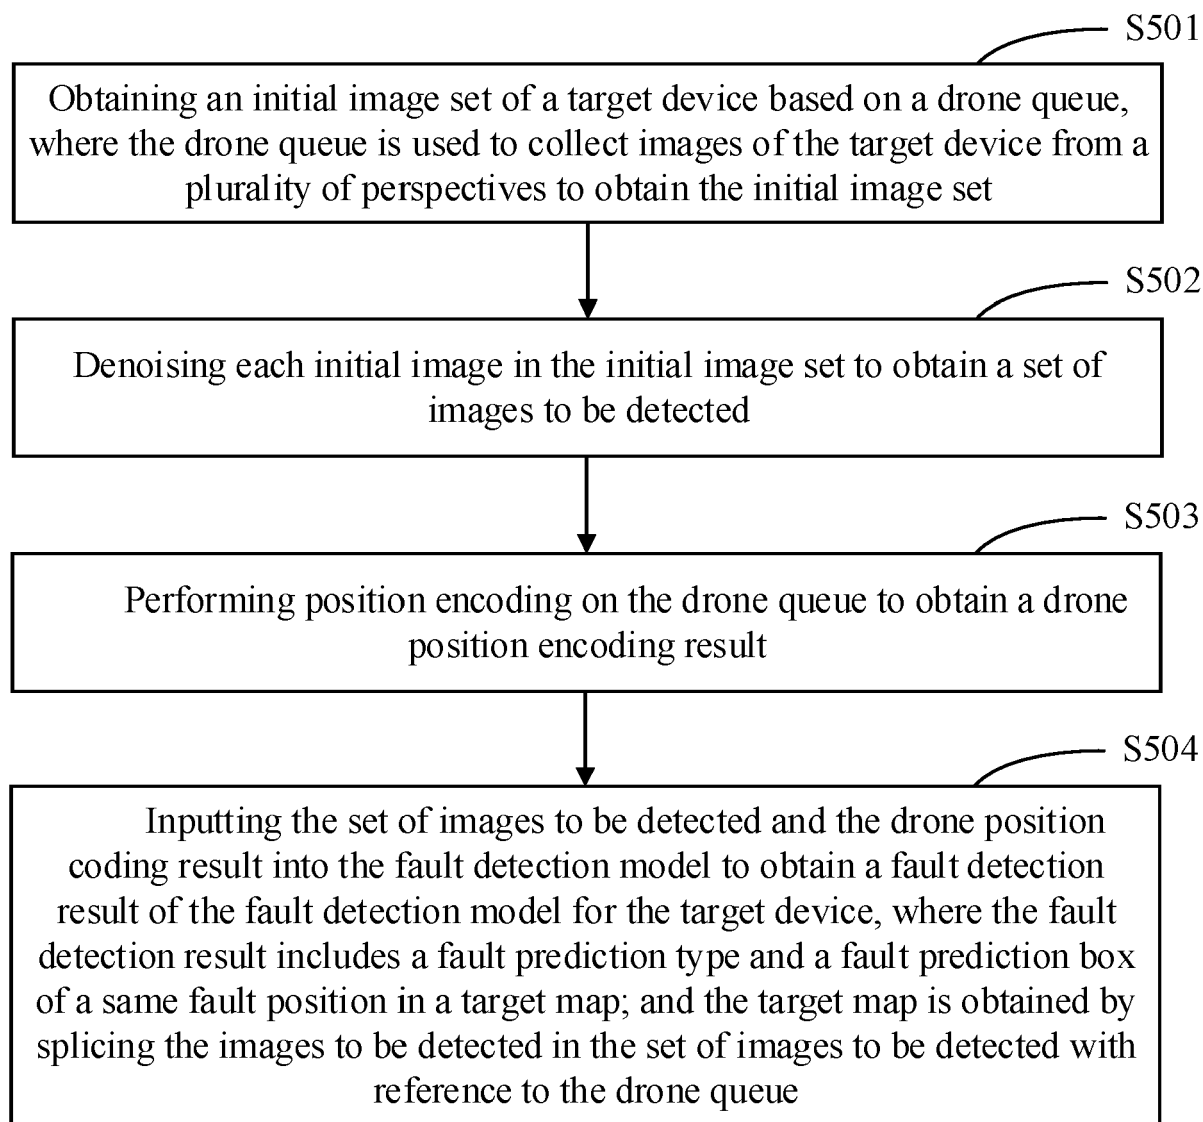 S501
Obtaining an initial image set of a target device based on a drone queue,
where the drone queue is used to collect images of the target device from a
plurality of perspectives to obtain the initial image set
S502
Denoising each initial image in the initial image set to obtain a set of
images to be detected
S503
Performing position encoding on the drone queue to obtain a drone
position encoding result
S504
Inputting the set of images to be detected and the drone position
coding result into the fault detection model to obtain a fault detection
result of the fault detection model for the target device, where the fault
detection result includes a fault prediction type and a fault prediction box
of a same fault position in a target map; and the target map is obtained by
splicing the images to be detected in the set of images to be detected with
reference to the drone queue